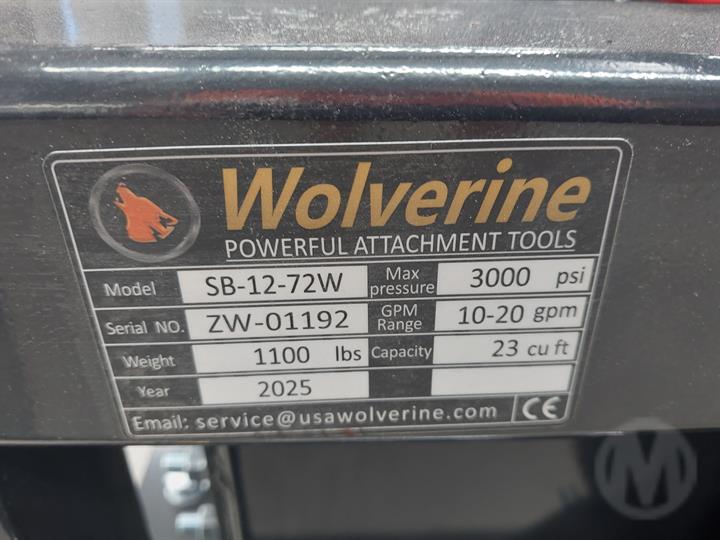 Wolverine
POWERFUL ATTACHMENT TOOLS
Model SB-12-72W Max pressure 3000 psi
Serial NO. ZW-01192 GPM Range 10-20 gpm
Weight 1100 lbs Capacity 23 cu ft
Year 2025
Email: service@usawolverine.com CE
M